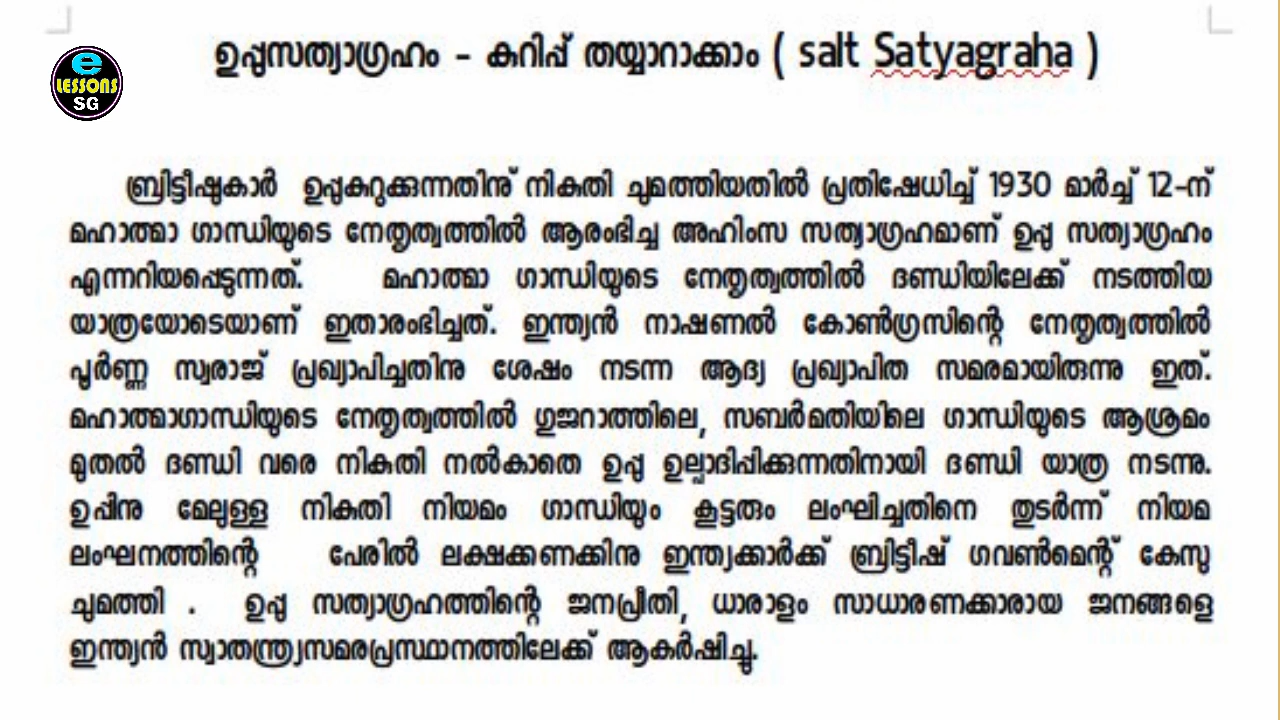 ഉപ്പുസത്യാഗ്രഹം - കുറിപ്പ് തയ്യാറാക്കാം ( salt Satyagraha )
e
LESSONS
SG
ബ്രിട്ടീഷുകാർ ഉപ്പുകുറുക്കുന്നതിനു് നികുതി ചുമത്തിയതിൽ പ്രതിഷേധിച്ച് 1930 മാർച്ച് 12-ന്
മഹാത്മാ ഗാന്ധിയുടെ നേതൃത്വത്തിൽ ആരംഭിച്ച അഹിംസ സത്യാഗ്രഹമാണ് ഉപ്പു സത്യാഗ്രഹം
എന്നറിയപ്പെടുന്നത്. മഹാത്മാ ഗാന്ധിയുടെ നേതൃത്വത്തിൽ ദണ്ഡിയിലേക്ക് നടത്തിയ
യാത്രയോടെയാണ് ഇതാരംഭിച്ചത്. ഇന്ത്യൻ നാഷണൽ കോൺഗ്രസിന്റെ നേതൃത്വത്തിൽ
പൂർണ്ണ സ്വരാജ് പ്രഖ്യാപിച്ചതിനു ശേഷം നടന്ന ആദ്യ പ്രഖ്യാപിത സമരമായിരുന്നു ഇത്.
മഹാത്മാഗാന്ധിയുടെ നേതൃത്വത്തിൽ ഗുജറാത്തിലെ, സബർമതിയിലെ ഗാന്ധിയുടെ ആശ്രമം
മുതൽ ദണ്ഡി വരെ നികുതി നൽകാതെ ഉപ്പു ഉല്പാദിപ്പിക്കുന്നതിനായി ദണ്ഡി യാത്ര നടന്നു.
ഉപ്പിനു മേലുള്ള നികുതി നിയമം ഗാന്ധിയും കൂട്ടരും ലംഘിച്ചതിനെ തുടർന്ന് നിയമ
ലംഘനത്തിന്റെ പേരിൽ ലക്ഷക്കണക്കിനു ഇന്ത്യക്കാർക്ക് ബ്രിട്ടീഷ് ഗവൺമെന്റ് കേസു
ചുമത്തി . ഉപ്പു സത്യാഗ്രഹത്തിന്റെ ജനപ്രീതി, ധാരാളം സാധാരണക്കാരായ ജനങ്ങളെ
ഇന്ത്യൻ സ്വാതന്ത്ര്യസമരപ്രസ്ഥാനത്തിലേക്ക് ആകർഷിച്ചു.